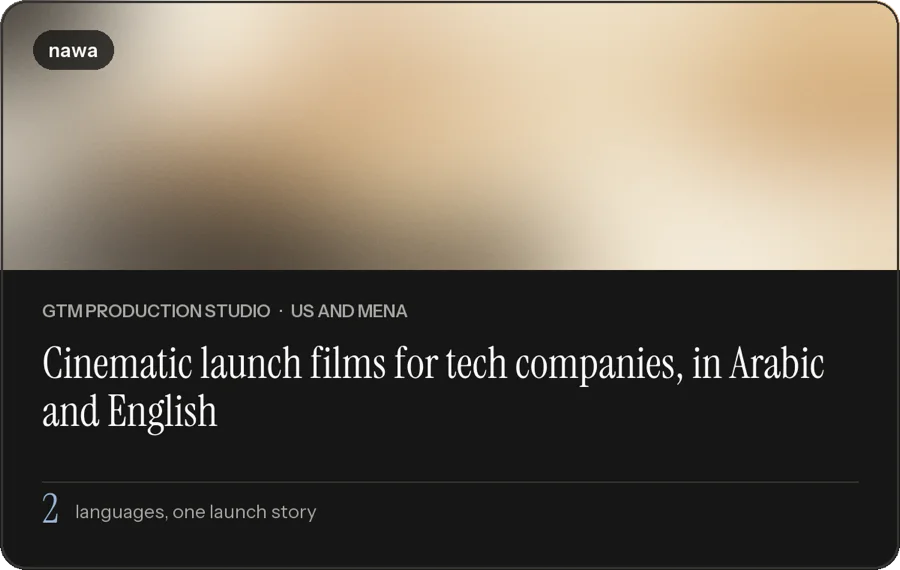 nawa
GTM PRODUCTION STUDIO · US AND MENA
Cinematic launch films for tech companies, in Arabic
and English
2 languages, one launch story